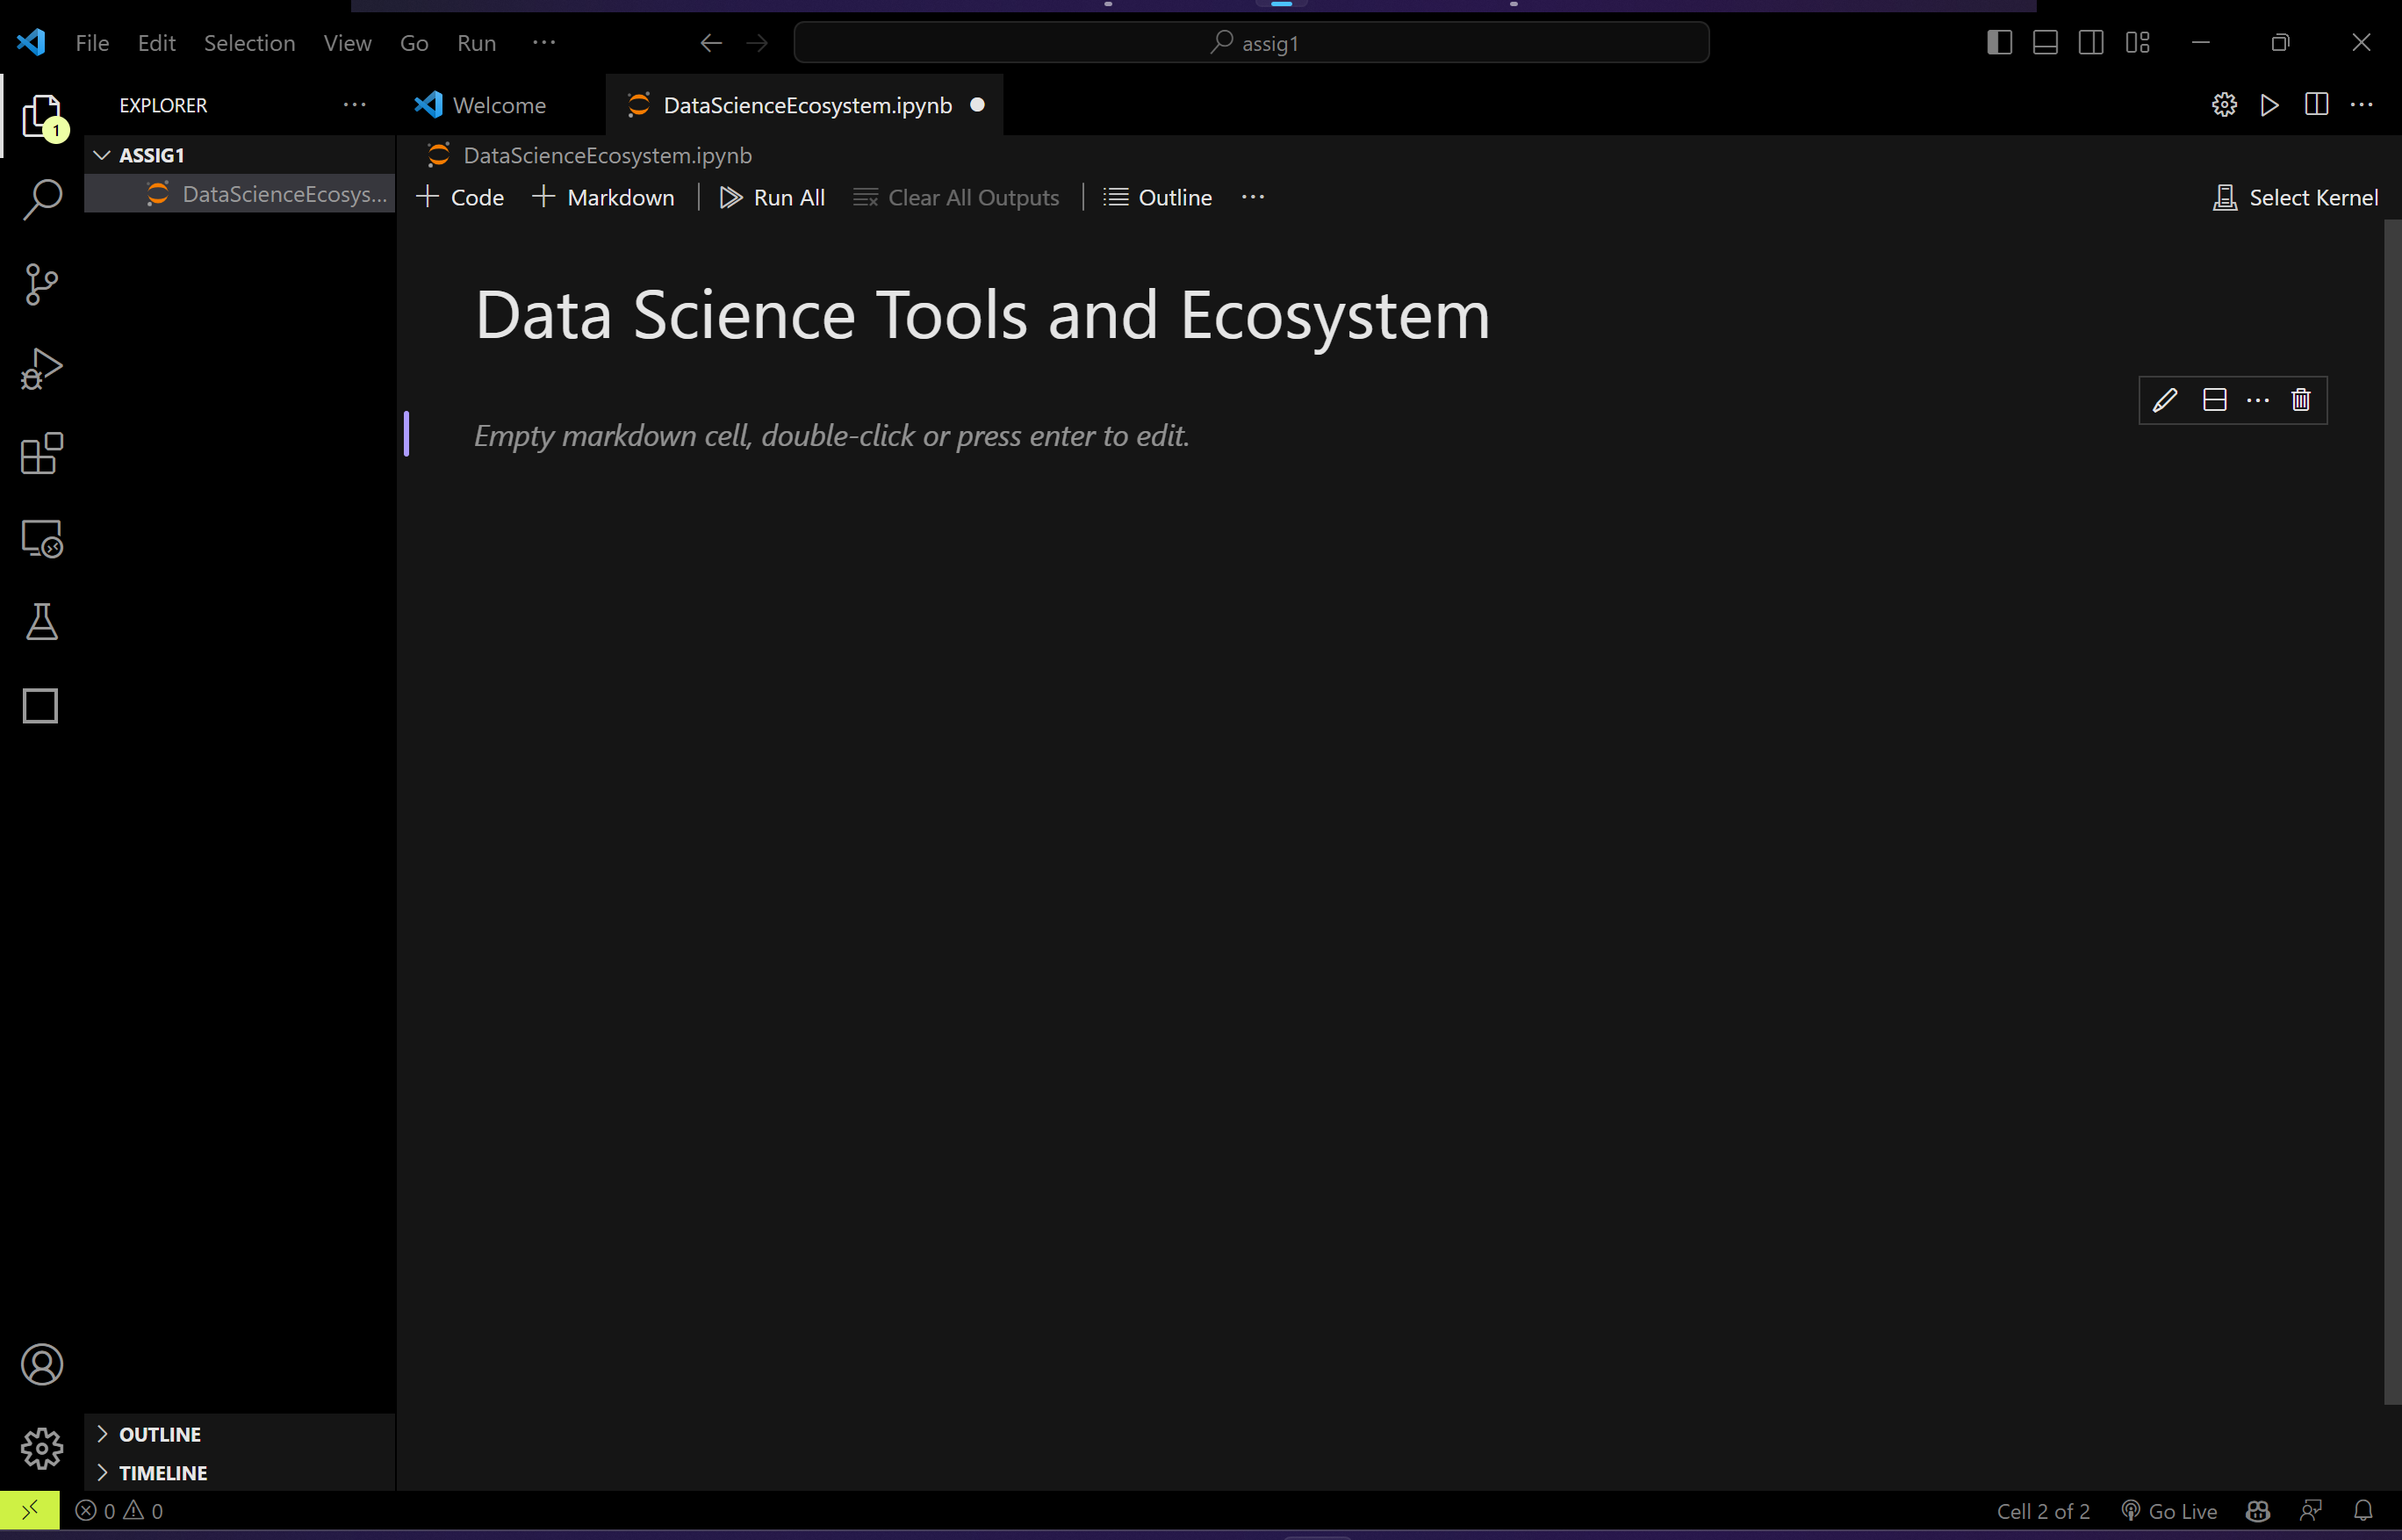 File Edit Selection View Go Run ···
assig1
EXPLORER ···
Welcome
DataScienceEcosystem.ipynb
1
ASSIG1
DataScienceEcosys...
DataScienceEcosystem.ipynb
Code Markdown Run All Clear All Outputs Outline ···
Select Kernel
Data Science Tools and Ecosystem
Empty markdown cell, double-click or press enter to edit.
OUTLINE
TIMELINE
0 0
Cell 2 of 2 Go Live